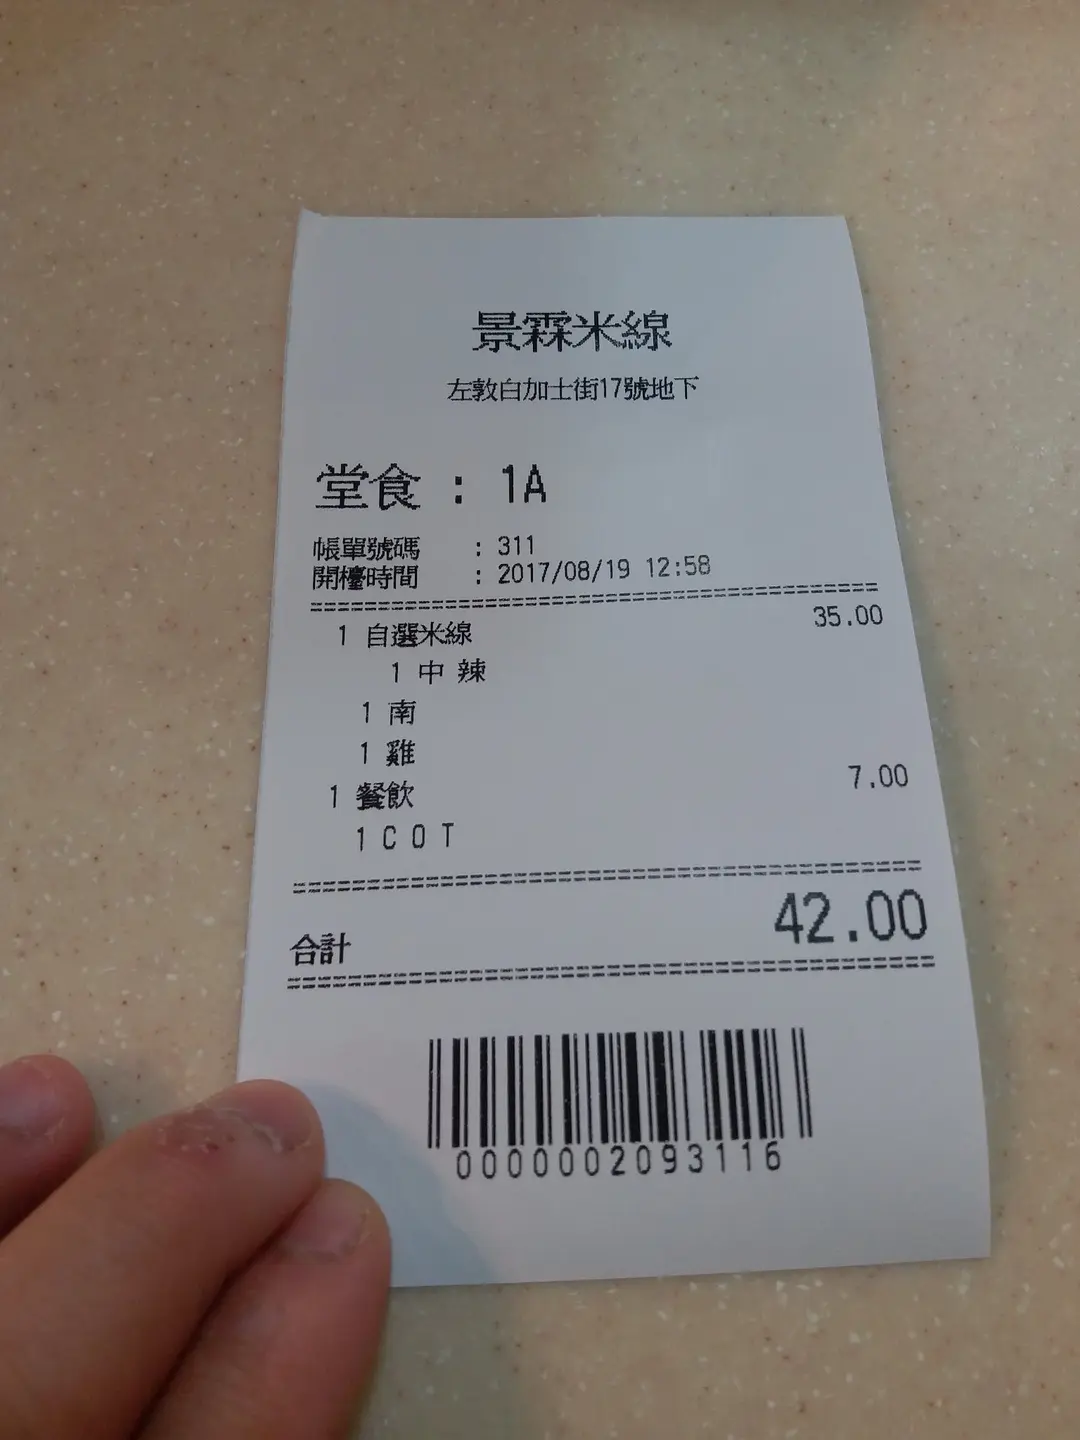 景霖米線
左敦白加士街17號地下
堂食 : 1A
帳單號碼 : 311
開檯時間 : 2017/08/19 12:58
1 自選米線 35.00
1 中 辣
1 南
1 雞
1 餐飲 7.00
1 C O T
合計 42.00
0000002093116